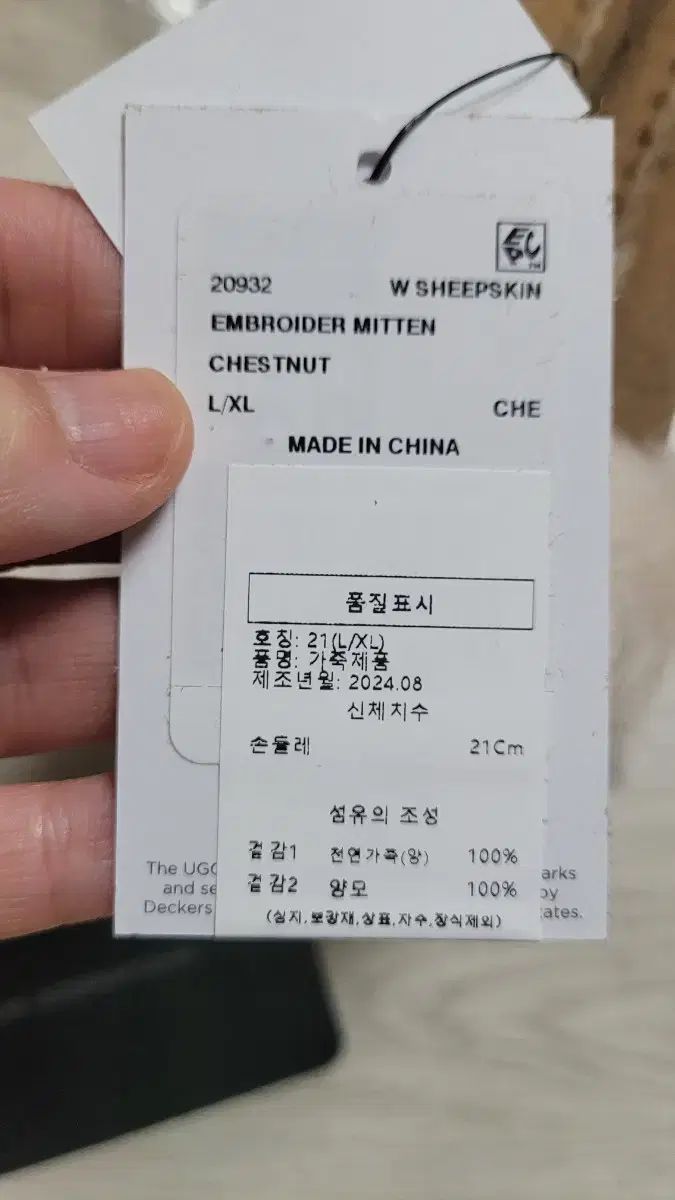 20932 W SHEEPSKIN
EMBROIDER MITTEN
CHESTNUT
L/XL CHE
MADE IN CHINA
품질표시
호칭: 21(L/XL)
품명: 가죽제품
제조년월: 2024.08
신체치수
손둘레 21Cm
섬유의 조성
겉감1 천연가죽(양) 100%
겉감2 양모 100%
(심지,보강재,상표,자수,장식제외)
The UGG
and se by
Deckers